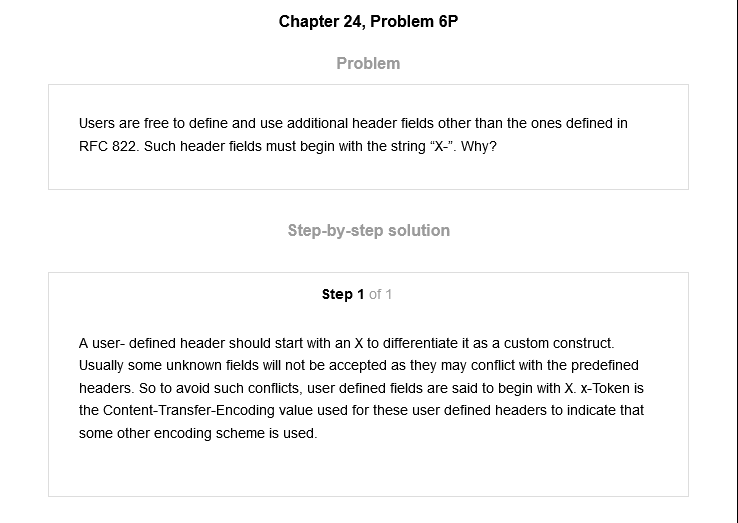 Chapter 24, Problem 6P
Problem
Users are free to define and use additional header fields other than the ones defined in
RFC 822. Such header fields must begin with the string “X-”. Why?
Step-by-step solution
Step 1 of 1
A user- defined header should start with an X to differentiate it as a custom construct.
Usually some unknown fields will not be accepted as they may conflict with the predefined
headers. So to avoid such conflicts, user defined fields are said to begin with X. x-Token is
the Content-Transfer-Encoding value used for these user defined headers to indicate that
some other encoding scheme is used.